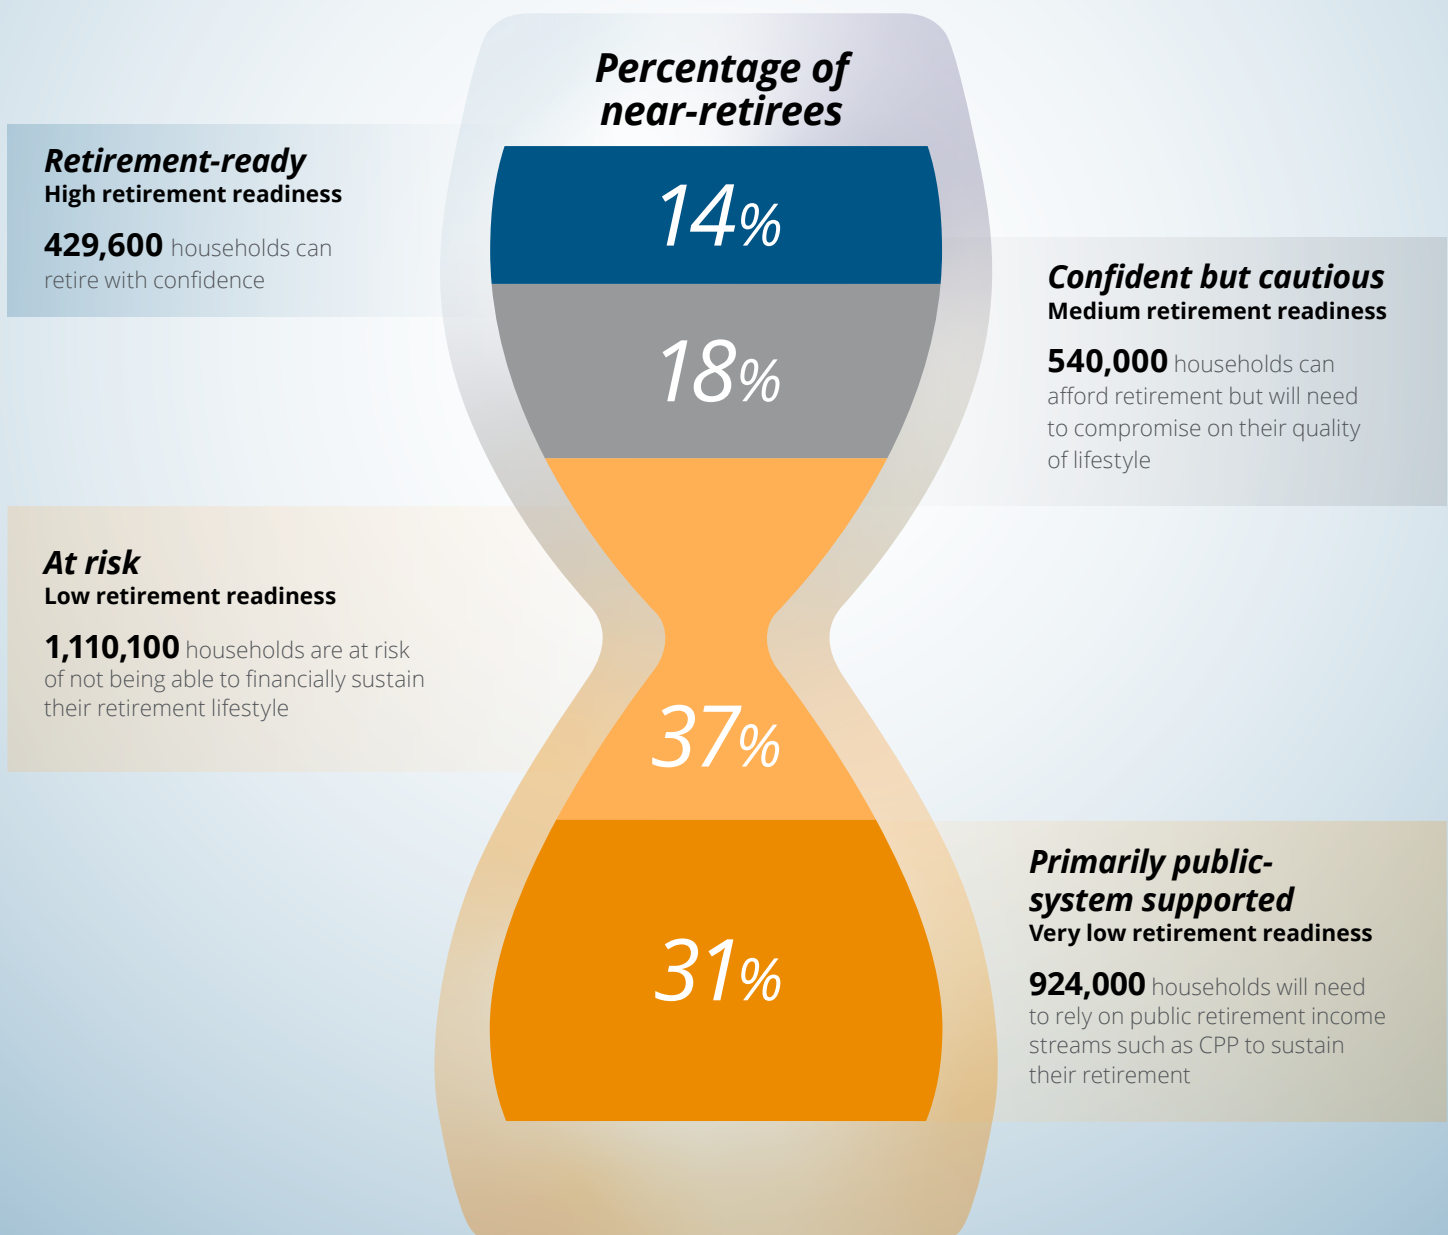 Percentage of
near-retirees
Retirement-ready
High retirement readiness
429,600 households can
retire with confidence
14%
18%
Confident but cautious
Medium retirement readiness
540,000 households can
afford retirement but will need
to compromise on their quality
of lifestyle
At risk
Low retirement readiness
1,110,100 households are at risk
of not being able to financially sustain
their retirement lifestyle
37%
31%
Primarily public-
system supported
Very low retirement readiness
924,000 households will need
to rely on public retirement income
streams such as CPP to sustain
their retirement